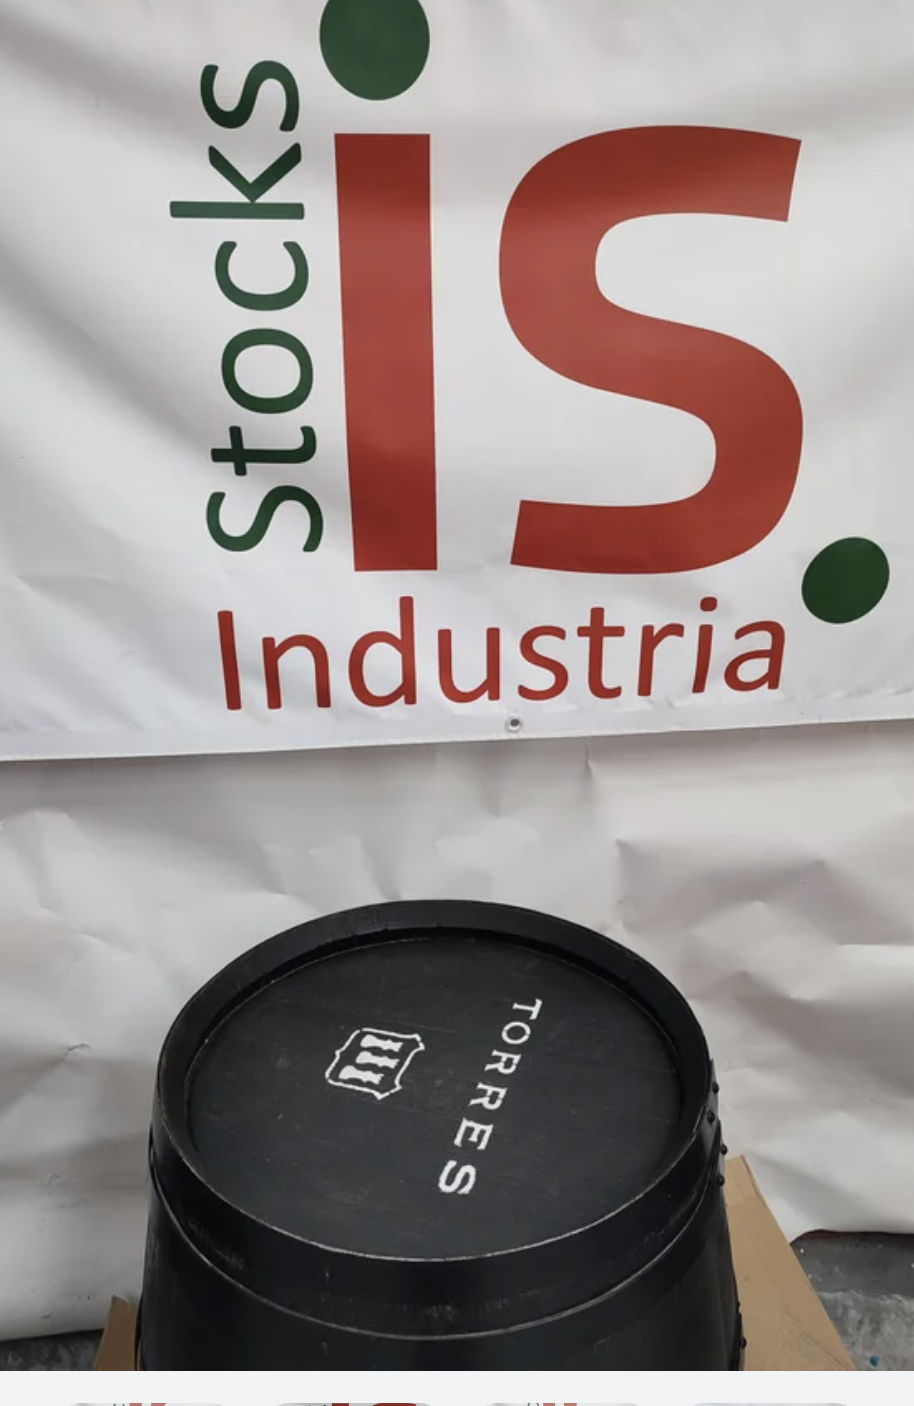 Stocks
is.
Industria
TORRES